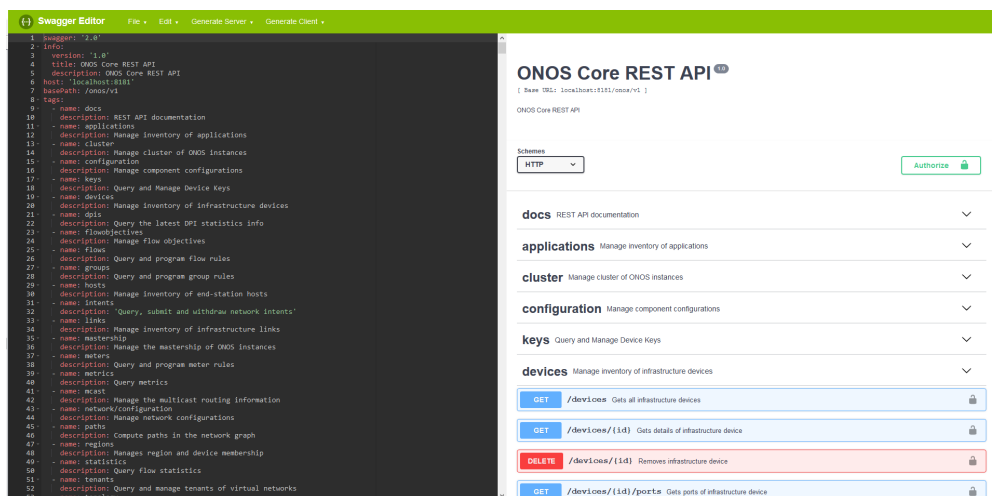 Swagger Editor File Edit Generate Server Generate Client
1 swagger: '2.0'
2 info:
3 version: '1.0'
4 title: ONOS Core REST API
5 description: ONOS Core REST API
6 host: 'localhost:8181'
7 basePath: /onos/v1
8 tags:
9 - name: docs
10 description: REST API documentation
11 - name: applications
12 description: Manage inventory of applications
13 - name: cluster
14 description: Manage cluster of ONOS instances
15 - name: configuration
16 description: Manage component configurations
17 - name: keys
18 description: Query and Manage Device Keys
19 - name: devices
20 description: Manage inventory of infrastructure devices
21 - name: dpis
22 description: Query the latest DPI statistics info
23 - name: flowobjectives
24 description: Manage flow objectives
25 - name: flows
26 description: Query and program flow rules
27 - name: groups
28 description: Query and program group rules
29 - name: hosts
30 description: Manage inventory of end-station hosts
31 - name: intents
32 description: 'Query, submit and withdraw network intents'
33 - name: links
34 description: Manage inventory of infrastructure links
35 - name: mastership
36 description: Manage the mastership of ONOS instances
37 - name: meters
38 description: Query and program meter rules
39 - name: metrics
40 description: Query metrics
41 - name: mcast
42 description: Manage the multicast routing information
43 - name: network/configuration
44 description: Manage network configurations
45 - name: paths
46 description: Compute paths in the network graph
47 - name: regions
48 description: Manages region and device membership
49 - name: statistics
50 description: Query flow statistics
51 - name: tenants
52 description: Query and manage tenants of virtual networks
ONOS Core REST API 1.0
[ Base URL: localhost:8181/onos/v1 ]
ONOS Core REST API
Schemes
HTTP
Authorize
docs REST API documentation
applications Manage inventory of applications
cluster Manage cluster of ONOS instances
configuration Manage component configurations
keys Query and Manage Device Keys
devices Manage inventory of infrastructure devices
GET /devices Gets all infrastructure devices
GET /devices/{id} Gets details of infrastructure device
DELETE /devices/{id} Removes infrastructure device
GET /devices/{id}/ports Gets ports of infrastructure device